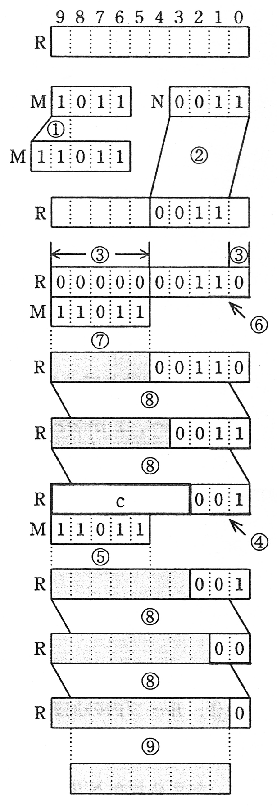 9 8 7 6 5 4 3 2 1 0
R
M 1 0 1 1 N 0 0 1 1
① ②
M 1 1 0 1 1
R 0 0 1 1
③ ③
R 0 0 0 0 0 0 0 1 1 0
M 1 1 0 1 1 ⑥
⑦
R 0 0 1 1 0
⑧
R 0 0 1 1
⑧
R c 0 0 1
M 1 1 0 1 1 ④
⑤
R 0 0 1
⑧
R 0 0
⑧
R 0
⑨